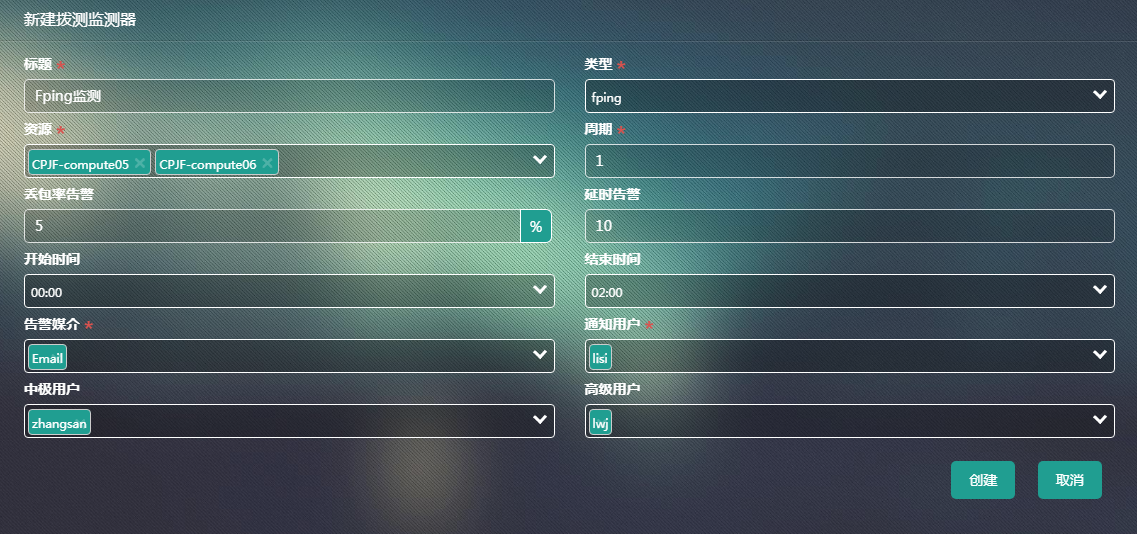 新建拨测监测器
标题 * 类型 *
Fping监测 fping
资源 * 周期 *
CPJF-compute05 × CPJF-compute06 × 1
丢包率告警 延时告警
5 % 10
开始时间 结束时间
00:00 02:00
告警媒介 * 通知用户 *
Email lisi
中极用户 高级用户
zhangsan lwj
创建 取消